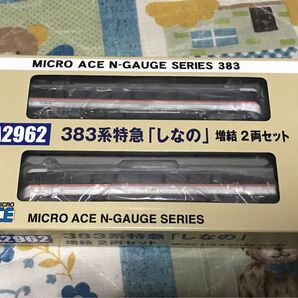 MICRO ACE N-GAUGE SERIES 383
A2962 383系特急「しなの」増結2両セット
MICRO ACE N-GAUGE SERIES
MICRO ACE
A2962 383系特急「しなの」
増結2両セット